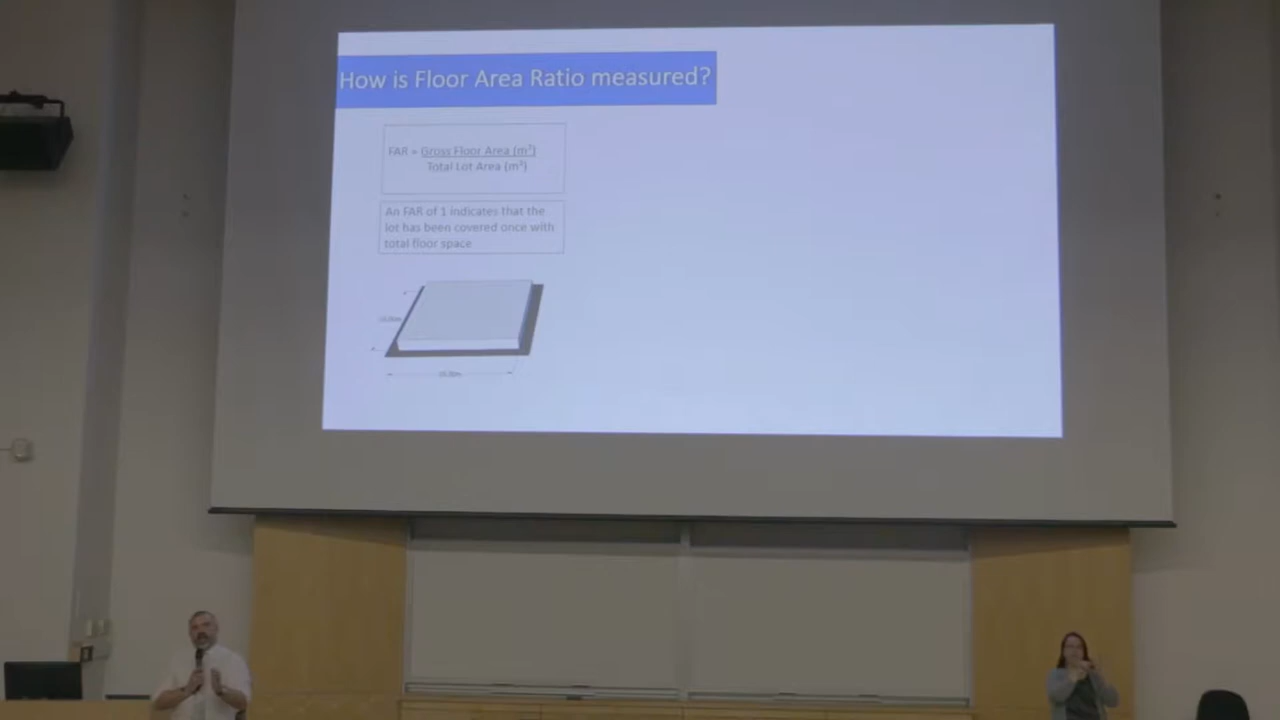 How is Floor Area Ratio measured?
FAR = Gross Floor Area (m²)
Total Lot Area (m²)
An FAR of 1 indicates that the
lot has been covered once with
total floor space